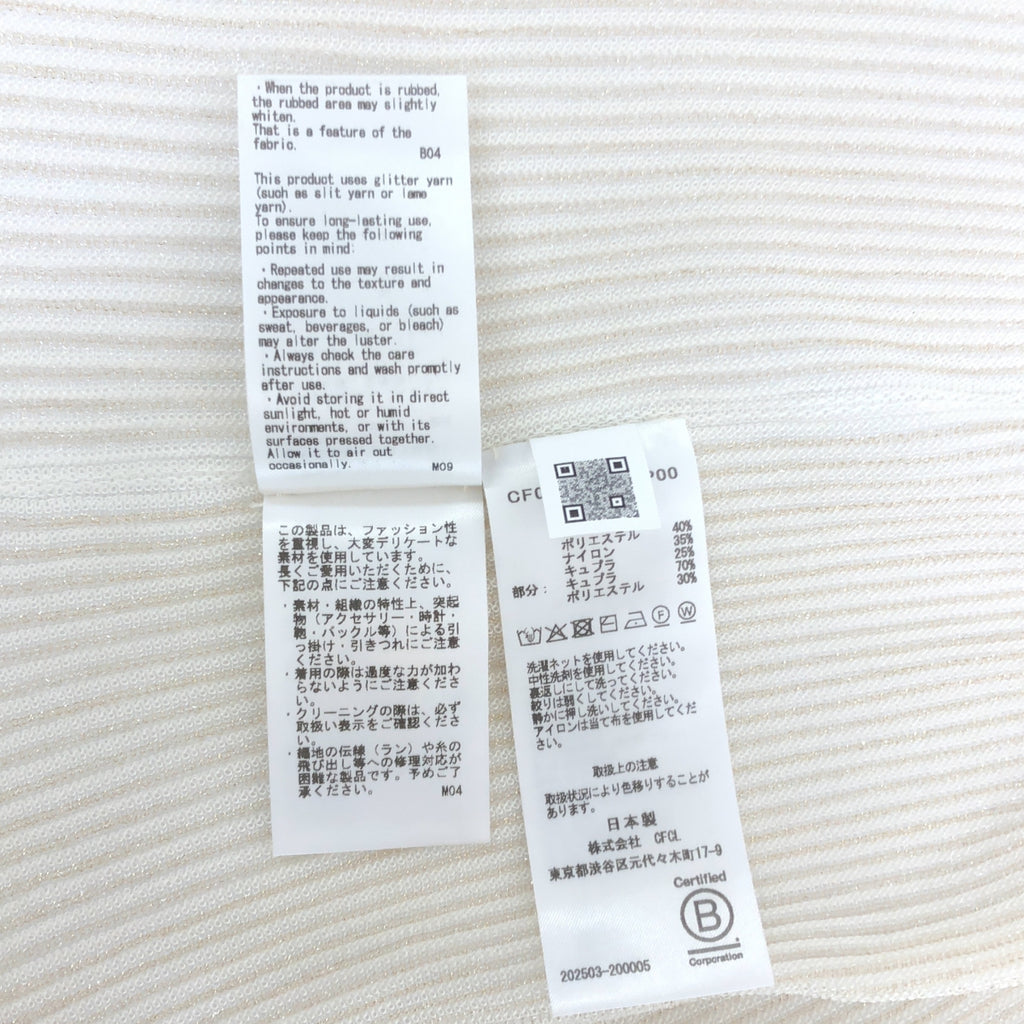 ・When the product is rubbed,
the rubbed area may slightly
whiten.
That is a feature of the
fabric.
B04
This product uses glitter yarn
(such as slit yarn or lame
yarn).
To ensure long-lasting use,
please keep the following
points in mind:
・Repeated use may result in
changes to the texture and
appearance.
・Exposure to liquids (such as
sweat, beverages, or bleach)
may alter the luster.
・Always check the care
instructions and wash promptly
after use.
・Avoid storing it in direct
sunlight, hot or humid
environments, or with its
surfaces pressed together.
Allow it to air out
occasionally.
M09
この製品は、ファッション性
を重視し、大変デリケートな
素材を使用しています。
長くご愛用いただくために、
下記の点にご注意ください。
・素材・組織の特性上、突起
物（アクセサリー・時計・
鞄・バックル等）による引
っ掛け・引きつれにご注意
ください。
・着用の際は過度な力が加わ
らないようにご注意くださ
い。
・クリーニングの際は、必ず
取扱い表示をご確認くださ
い。
・編地の伝線（ラン）や糸の
飛び出し等への修理対応が
困難な製品です。予めご了
承ください。
M04
CFC P00
ポリエステル 40%
ナイロン 35%
キュプラ 25%
部分： キュプラ 70%
ポリエステル 30%
F W
洗濯ネットを使用してください。
中性洗剤を使用してください。
裏返しにして洗ってください。
絞りは弱くしてください。
静かに押し洗いしてください。
アイロンは当て布を使用してくだ
さい。
取扱上の注意
取扱状況により色移りすることが
あります。
日本製
株式会社 CFCL
東京都渋谷区元代々木町17-9
Certified
B
Corporation
202503-200005